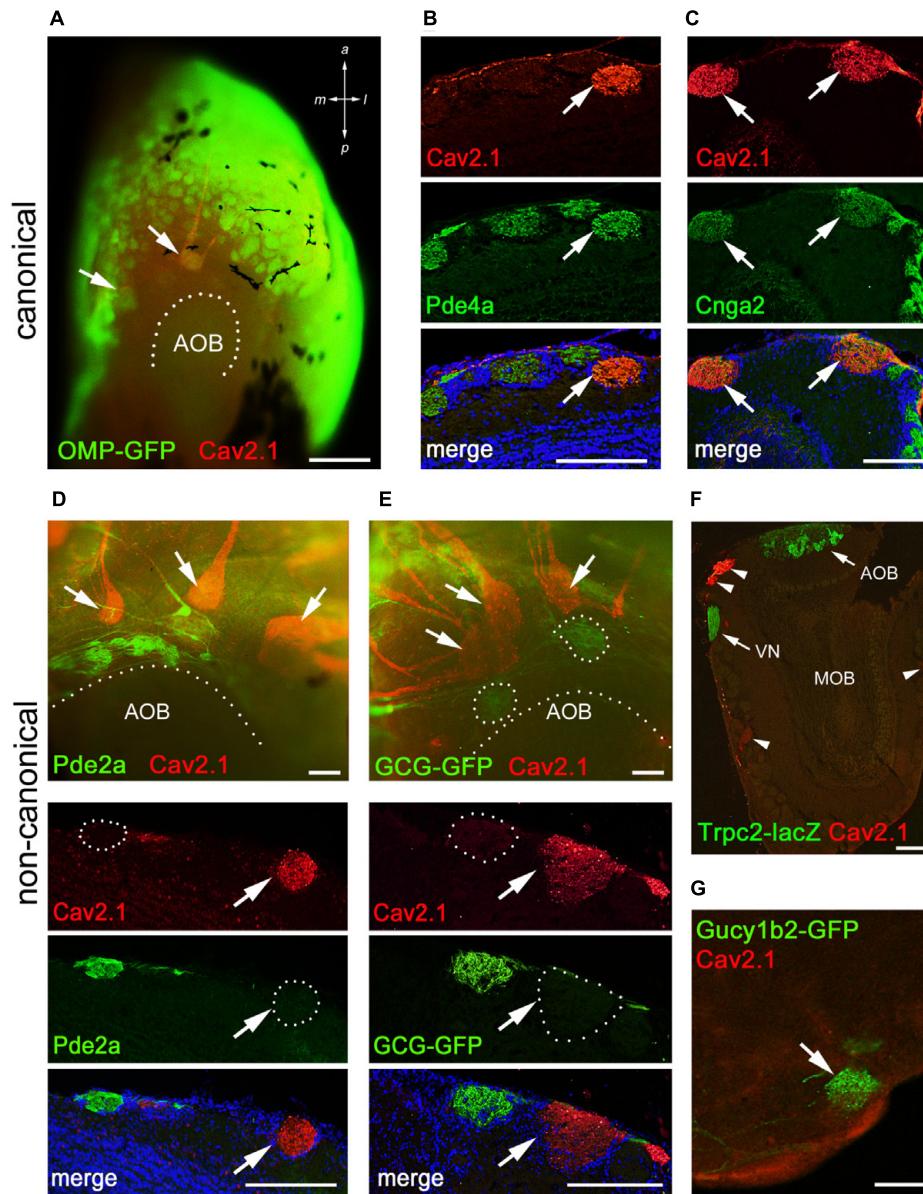 A
a
m l
p
AOB
OMP-GFP Cav2.1
canonical
B
Cav2.1
Pde4a
merge
C
Cav2.1
Cnga2
merge
non-canonical
D
AOB
Pde2a Cav2.1
Cav2.1
Pde2a
merge
E
AOB
GCG-GFP Cav2.1
Cav2.1
GCG-GFP
merge
F
AOB
VN
MOB
Trpc2-lacZ Cav2.1
G
Gucy1b2-GFP
Cav2.1